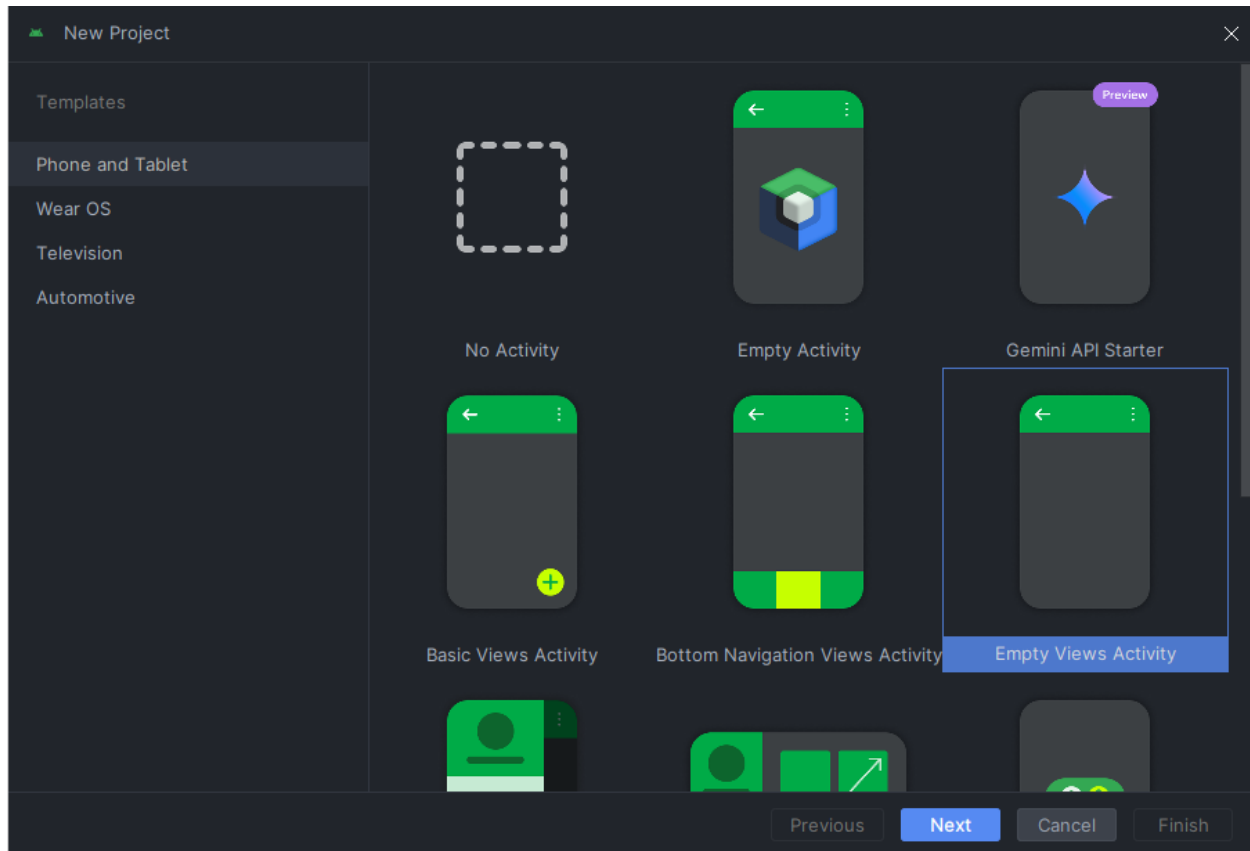 New Project
Templates
Phone and Tablet
Wear OS
Television
Automotive
Preview
No Activity
Empty Activity
Gemini API Starter
Basic Views Activity
Bottom Navigation Views Activity
Empty Views Activity
Previous
Next
Cancel
Finish